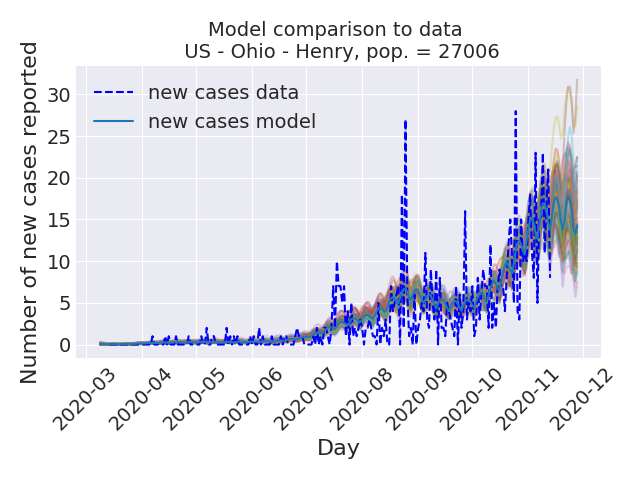 Model comparison to data
US - Ohio - Henry, pop. = 27006
Number of new cases reported
30
25
20
15
10
5
0
new cases data
new cases model
2020-03
2020-04
2020-05
2020-06
2020-07
2020-08
2020-09
2020-10
2020-11
2020-12
Day